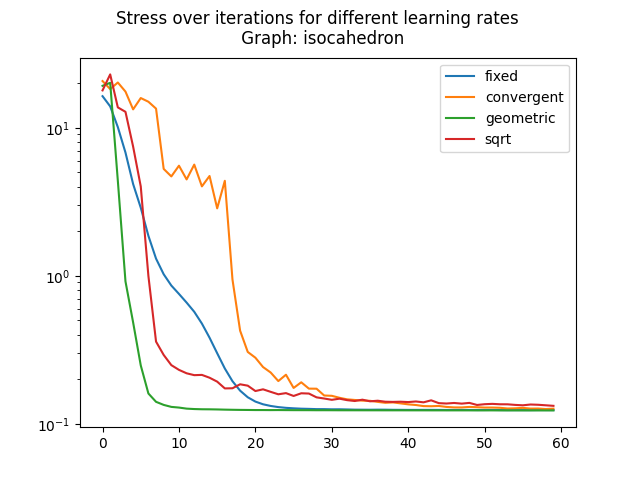 Stress over iterations for different learning rates
Graph: isocahedron
fixed
convergent
geometric
sqrt
10¹
10⁰
10⁻¹
0 10 20 30 40 50 60